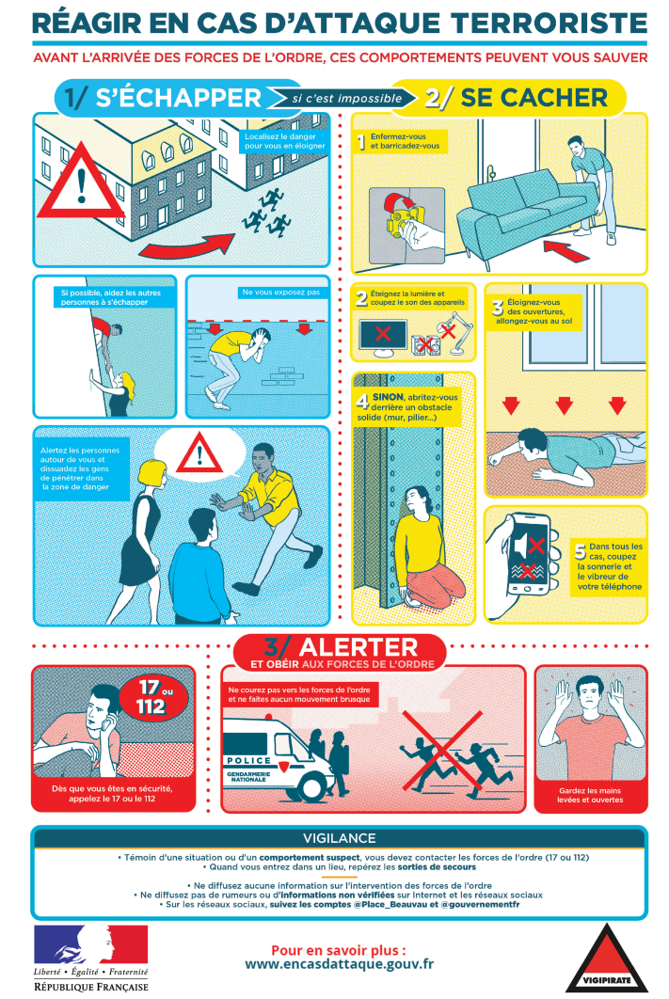 RÉAGIR EN CAS D'ATTAQUE TERRORISTE
AVANT L'ARRIVÉE DES FORCES DE L'ORDRE, CES COMPORTEMENTS PEUVENT VOUS SAUVER
1/ S'ÉCHAPPER
si c'est impossible
2/ SE CACHER
Localisez le danger
pour vous en éloigner
Si possible, aidez les autres
personnes à s'échapper
Ne vous exposez pas
Alertez les personnes
autour de vous et
dissuadez les gens
de pénétrer dans
la zone de danger
!
!
1 Enfermez-vous
et barricadez-vous
2 Éteignez la lumière et
coupez le son des appareils
3 Éloignez-vous
des ouvertures,
allongez-vous au sol
4 SINON, abritez-vous
derrière un obstacle
solide (mur, pilier...)
5 Dans tous les
cas, coupez
la sonnerie et
le vibreur de
votre téléphone
3/ ALERTER
ET OBÉIR AUX FORCES DE L'ORDRE
17 ou
112
Dès que vous êtes en sécurité,
appelez le 17 ou le 112
Ne courez pas vers les forces de l'ordre
et ne faites aucun mouvement brusque
POLICE
GENDARMERIE
NATIONALE
Gardez les mains
levées et ouvertes
VIGILANCE
• Témoin d'une situation ou d'un comportement suspect, vous devez contacter les forces de l'ordre (17 ou 112)
• Quand vous entrez dans un lieu, repérez les sorties de secours
• Ne diffusez aucune information sur l'intervention des forces de l'ordre
• Ne diffusez pas de rumeurs ou d'informations non vérifiées sur Internet et les réseaux sociaux
• Sur les réseaux sociaux, suivez les comptes @Place_Beauvau et @gouvernementfr
Liberté • Égalité • Fraternité
RÉPUBLIQUE FRANÇAISE
Pour en savoir plus :
www.encasdattaque.gouv.fr
VIGIPIRATE